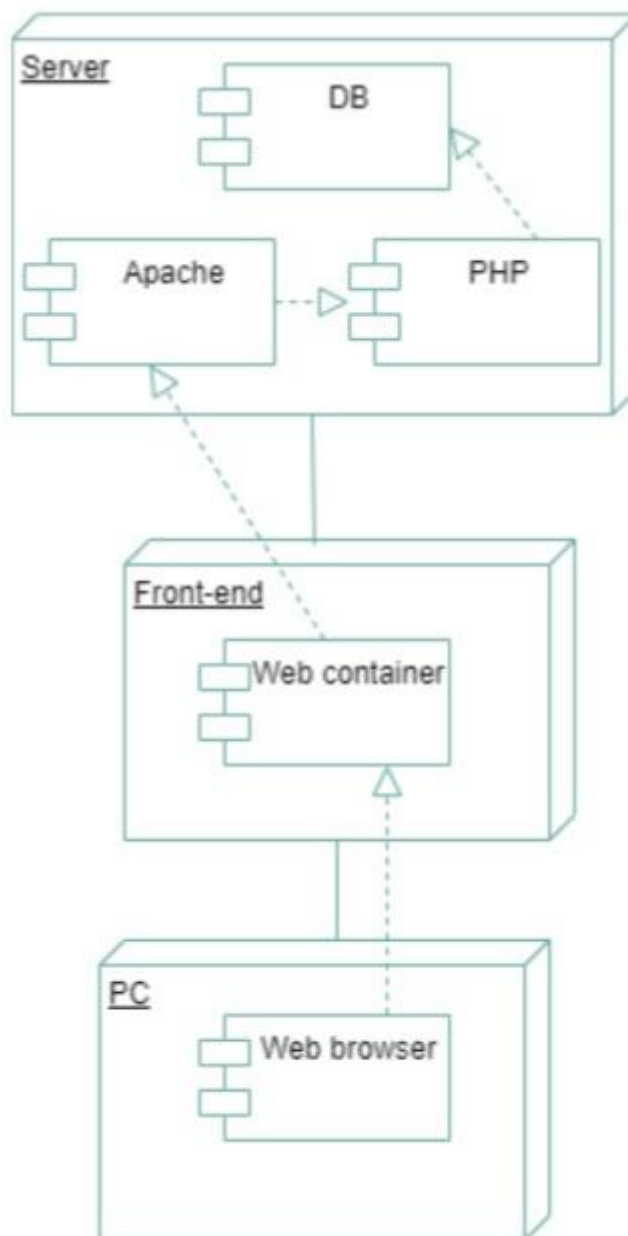 Server
DB
Apache
PHP
Front-end
Web container
PC
Web browser